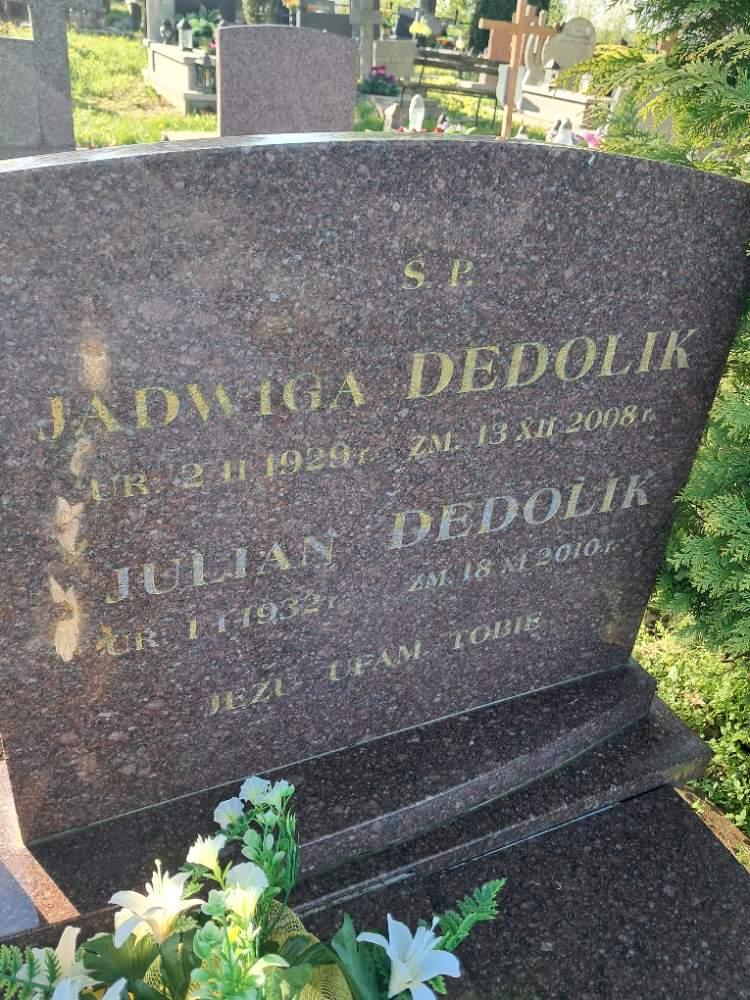 Ś. P.
JADWIGA DEDOLIK
UR. 2 II 1929 r. ZM. 13 XII 2008 r.
JULIAN DEDOLIK
UR. 1 I 1932 r. ZM. 18 XI 2010 r.
JEZU UFAM TOBIE